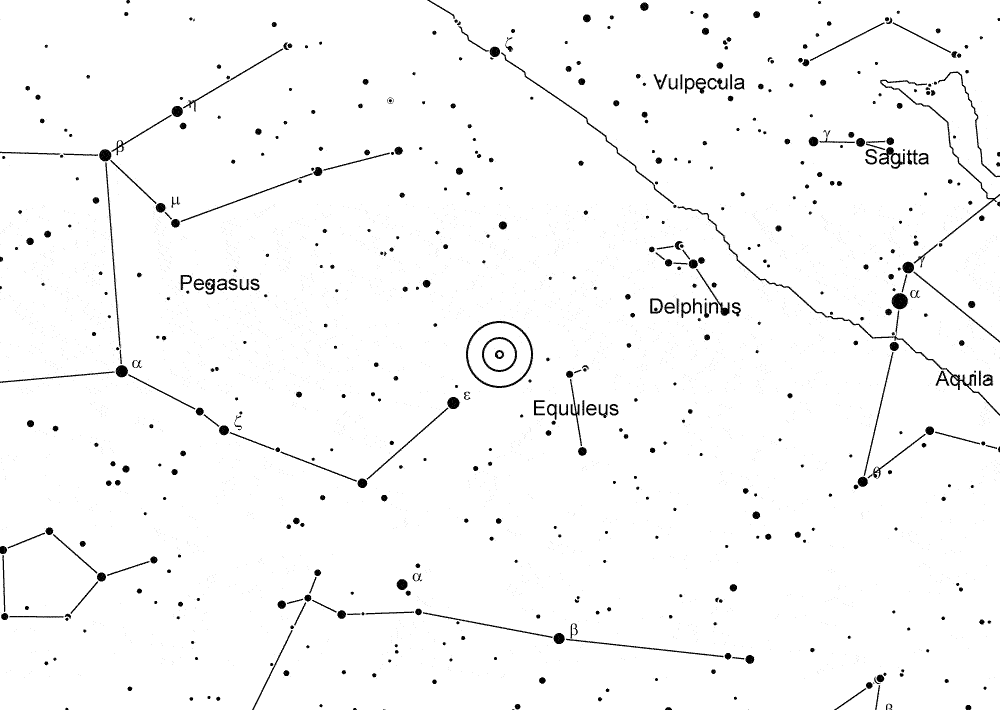 ζ
Vulpecula
η
β
γ
Sagitta
μ
γ
Pegasus
α
Delphinus
α
Aquila
ε
Equuleus
ζ
θ
α
β
β